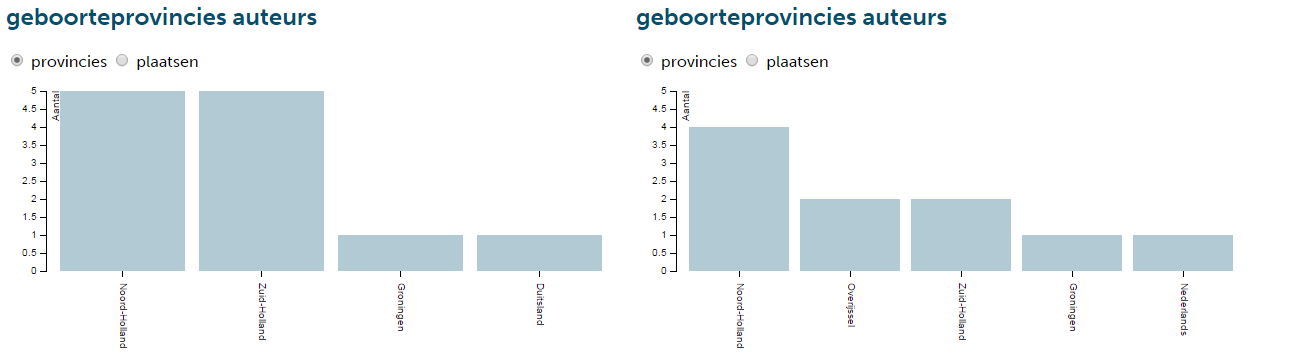 geboorteprovincies auteurs
provincies plaatsen
Aantal
5
4.5
4
3.5
3
2.5
2
1.5
1
0.5
0
Noord-Holland
Zuid-Holland
Groningen
Duitsland
geboorteprovincies auteurs
provincies plaatsen
Aantal
5
4.5
4
3.5
3
2.5
2
1.5
1
0.5
0
Noord-Holland
Overijssel
Zuid-Holland
Groningen
Nederlands